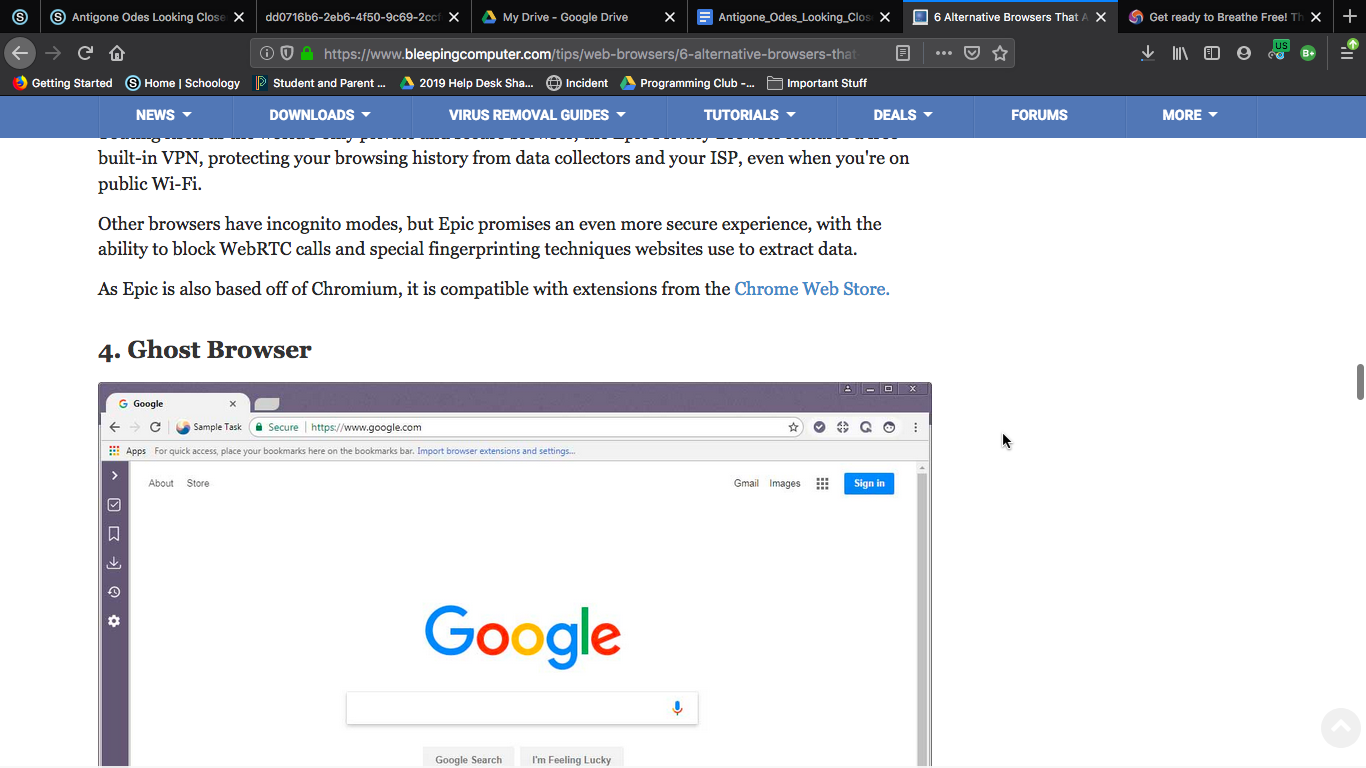 Antigone Odes Looking Close
dd0716b6-2eb6-4f50-9c69-2cc
My Drive - Google Drive
Antigone_Odes_Looking_Clos
6 Alternative Browsers That A
Get ready to Breathe Free! Th
https://www.bleepingcomputer.com/tips/web-browsers/6-alternative-browsers-that
US
B+
Getting Started
Home | Schoology
Student and Parent ...
2019 Help Desk Sha...
Incident
Programming Club -...
Important Stuff
NEWS
DOWNLOADS
VIRUS REMOVAL GUIDES
TUTORIALS
DEALS
FORUMS
MORE
built-in VPN, protecting your browsing history from data collectors and your ISP, even when you're on
public Wi-Fi.
Other browsers have incognito modes, but Epic promises an even more secure experience, with the
ability to block WebRTC calls and special fingerprinting techniques websites use to extract data.
As Epic is also based off of Chromium, it is compatible with extensions from the Chrome Web Store.
4. Ghost Browser
Google
Sample Task
Secure
https://www.google.com
Apps
For quick access, place your bookmarks here on the bookmarks bar. Import browser extensions and settings...
About
Store
Gmail
Images
Sign in
Google
Google Search
I'm Feeling Lucky